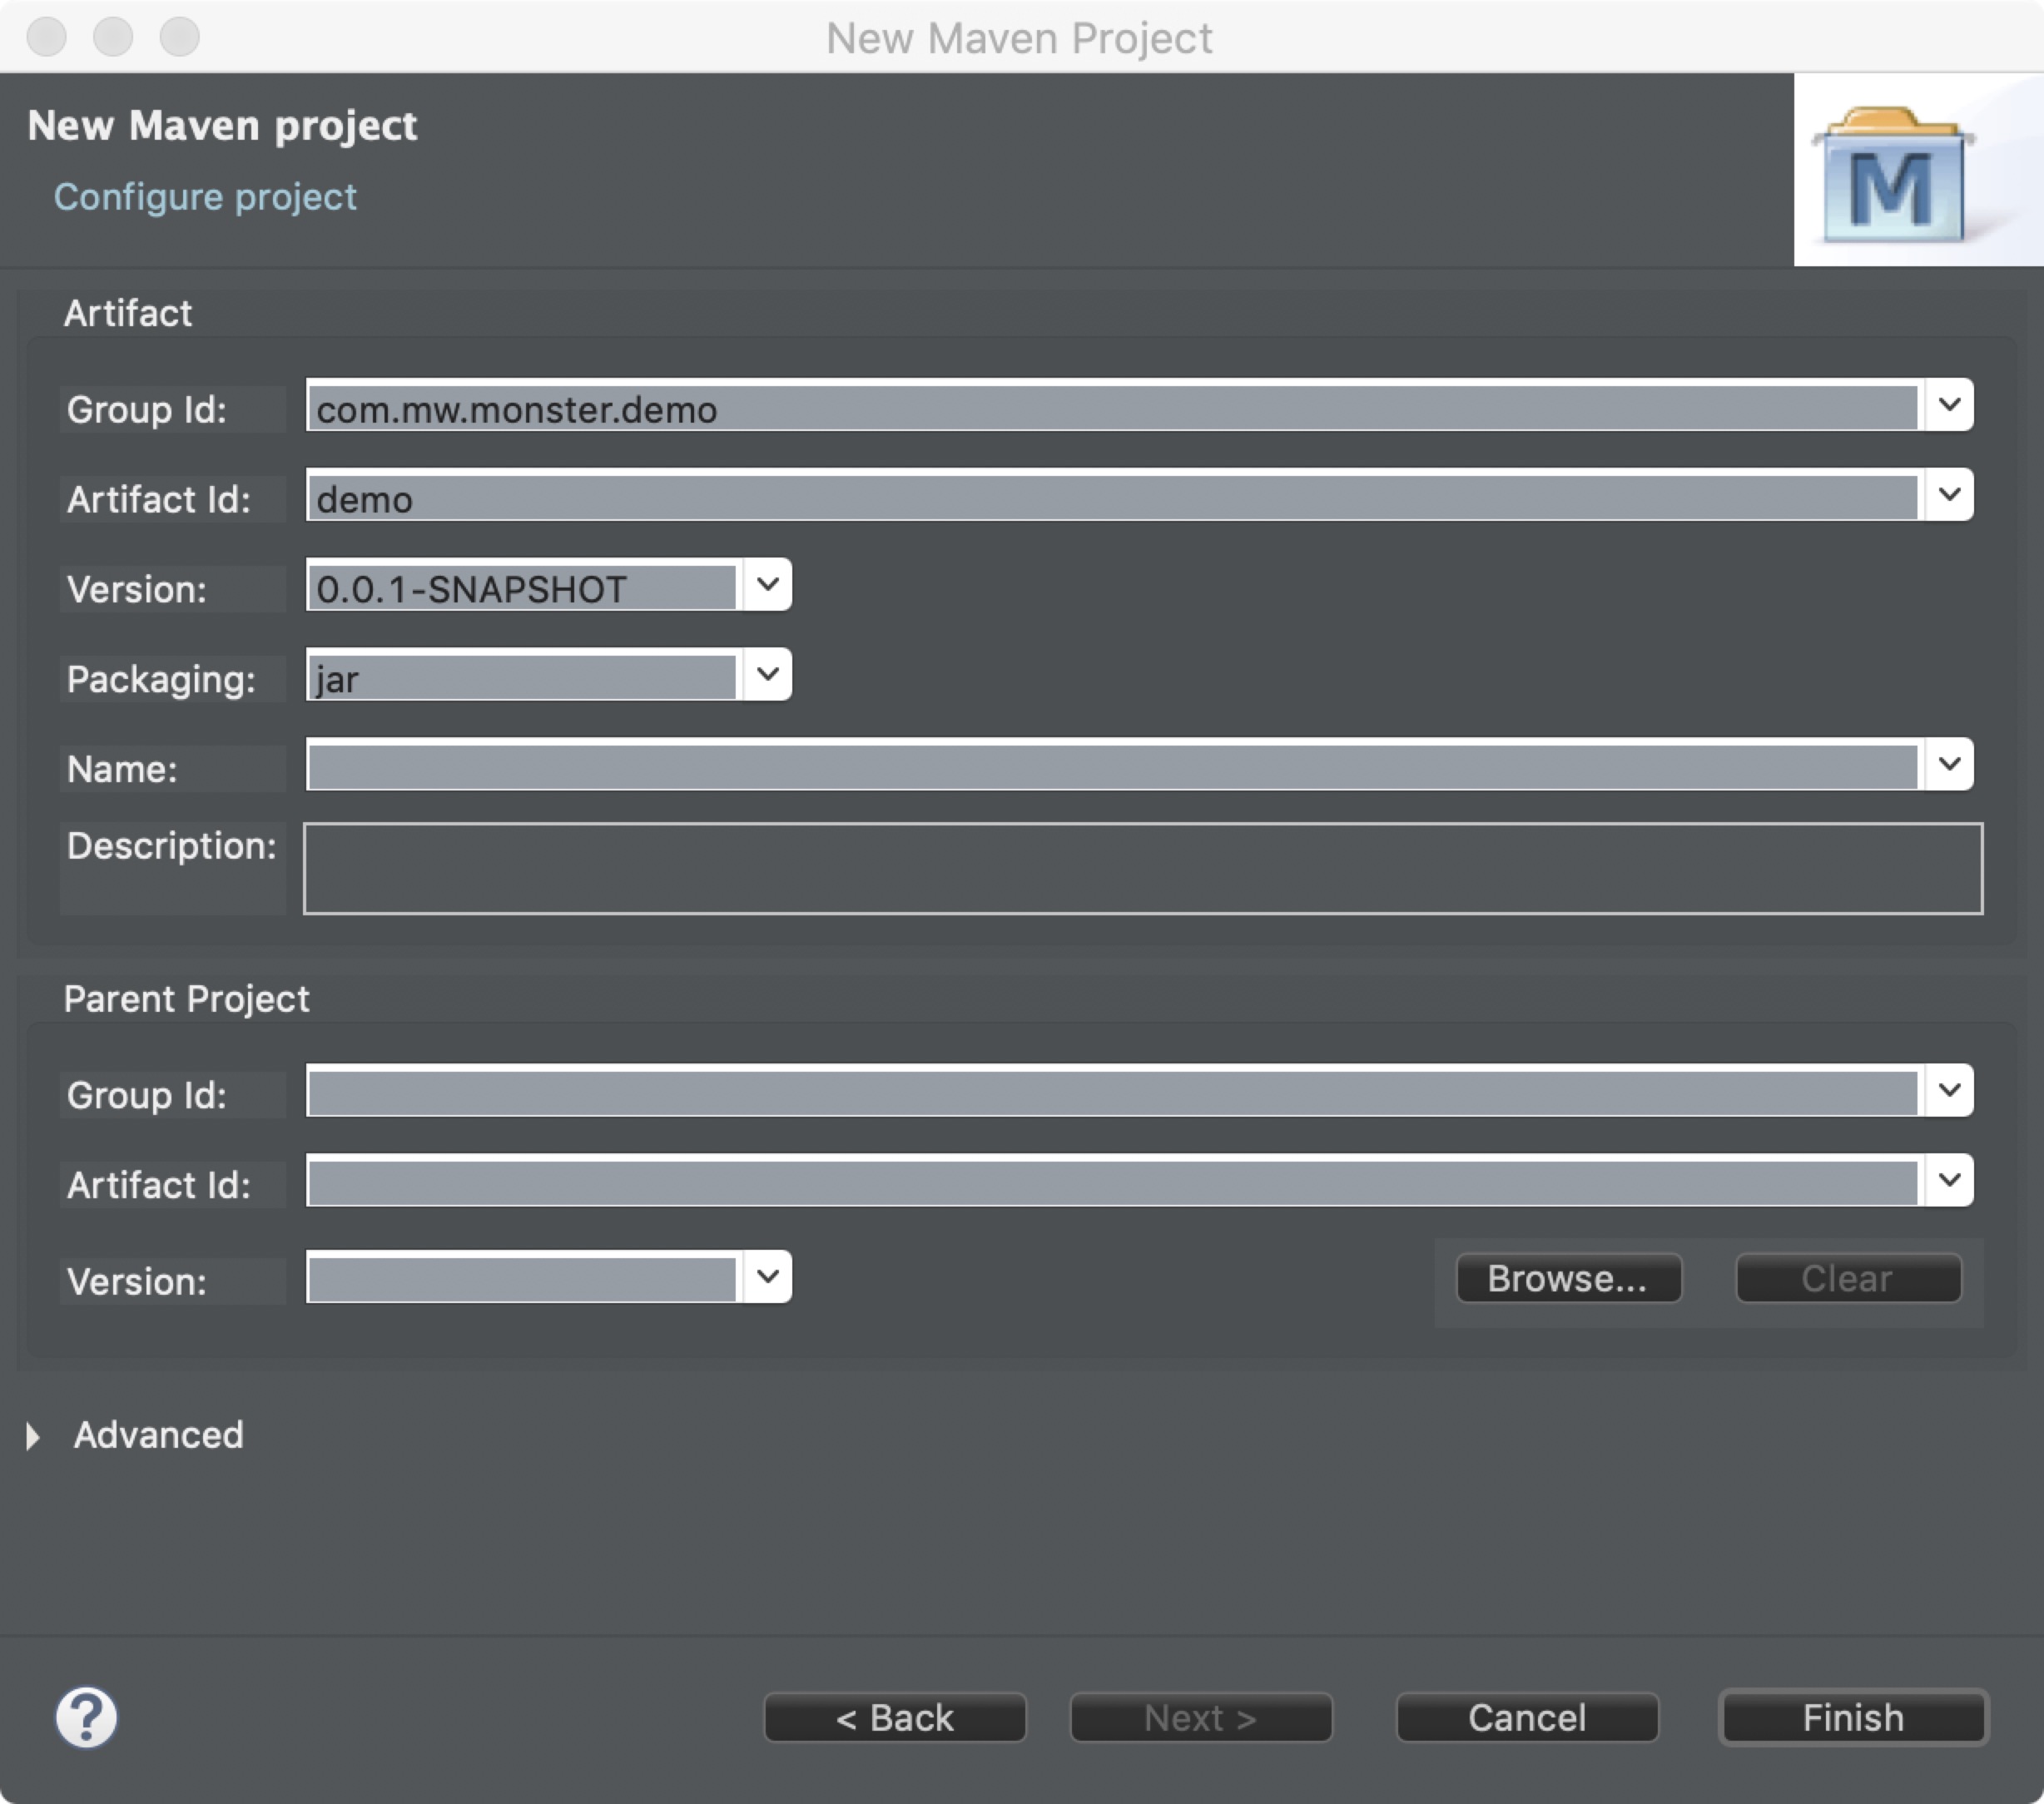 New Maven Project
New Maven project
Configure project
M
Artifact
Group Id: com.mw.monster.demo
Artifact Id: demo
Version: 0.0.1-SNAPSHOT
Packaging: jar
Name:
Description:
Parent Project
Group Id:
Artifact Id:
Version:
Browse... Clear
Advanced
? < Back Next > Cancel Finish